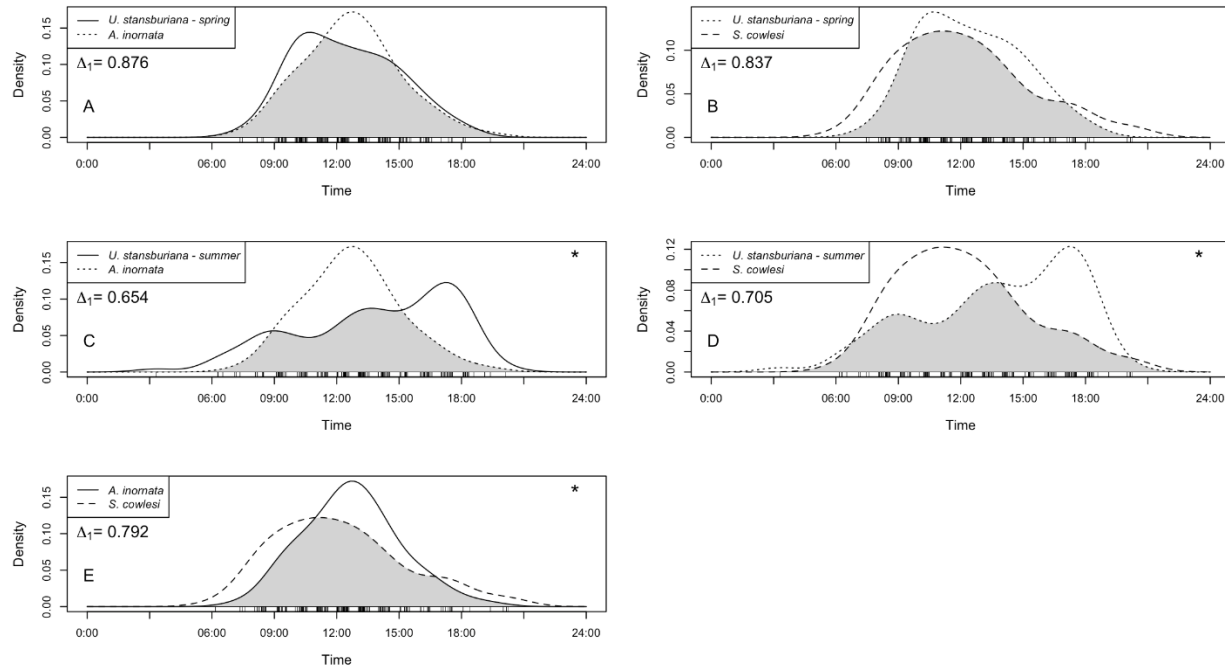 U. stansburiana - spring
A. inornata
Δ1= 0.876
A
Density
0.00 0.05 0.10 0.15
0:00 06:00 09:00 12:00 15:00 18:00 24:00
Time
U. stansburiana - spring
S. cowlesi
Δ1= 0.837
B
Density
0.00 0.05 0.10
0:00 06:00 09:00 12:00 15:00 18:00 24:00
Time
U. stansburiana - summer
A. inornata
*
Δ1= 0.654
C
Density
0.00 0.05 0.10 0.15
0:00 06:00 09:00 12:00 15:00 18:00 24:00
Time
U. stansburiana - summer
S. cowlesi
*
Δ1= 0.705
D
Density
0.00 0.04 0.08 0.12
0:00 06:00 09:00 12:00 15:00 18:00 24:00
Time
A. inornata
S. cowlesi
*
Δ1= 0.792
E
Density
0.00 0.05 0.10 0.15
0:00 06:00 09:00 12:00 15:00 18:00 24:00
Time